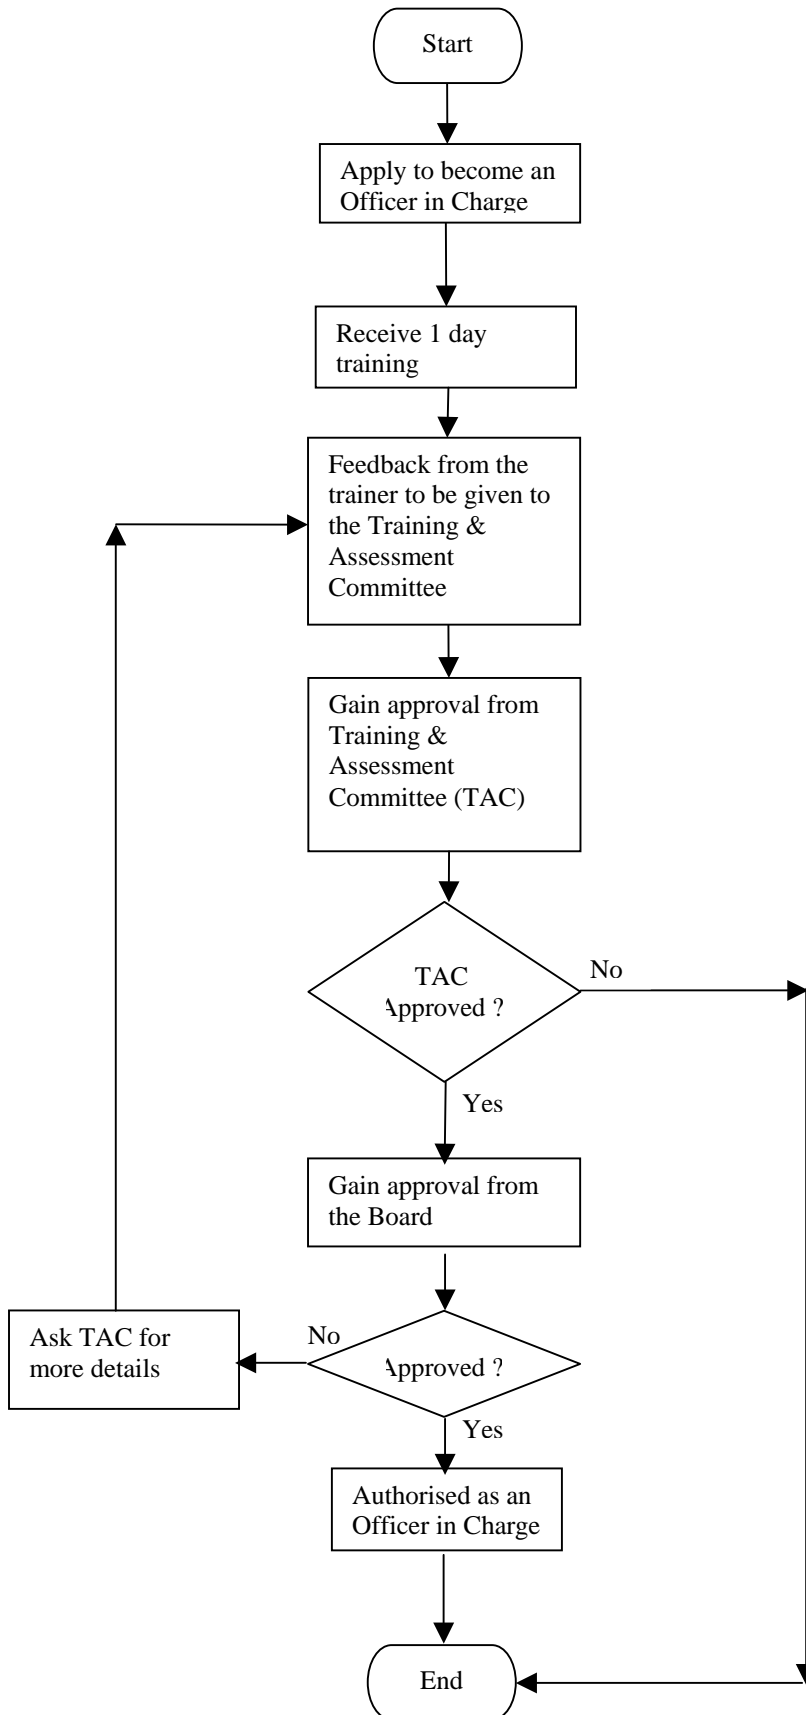 Start
Apply to become an
Officer in Charge
Receive 1 day
training
Feedback from the
trainer to be given to
the Training &
Assessment
Committee
Gain approval from
Training &
Assessment
Committee (TAC)
TAC
Approved ?
No
Yes
Gain approval from
the Board
Ask TAC for
more details
No
Approved ?
Yes
Authorised as an
Officer in Charge
End